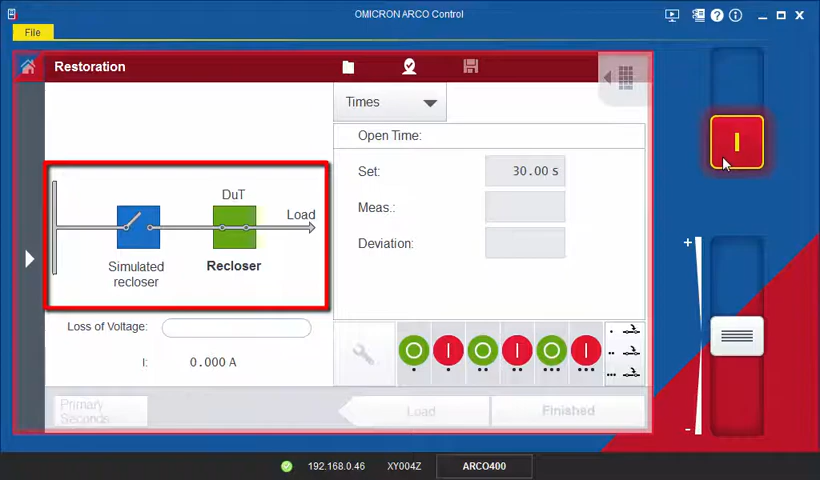 OMICRON ARCO Control
File
Restoration
Times
Open Time:
Set: 30.00 s
Meas.:
Deviation:
DuT
Load
Simulated
recloser
Recloser
Loss of Voltage:
I: 0.000 A
Primary
Seconds
Load
Finished
+
-
192.168.0.46 XY004Z ARCO400